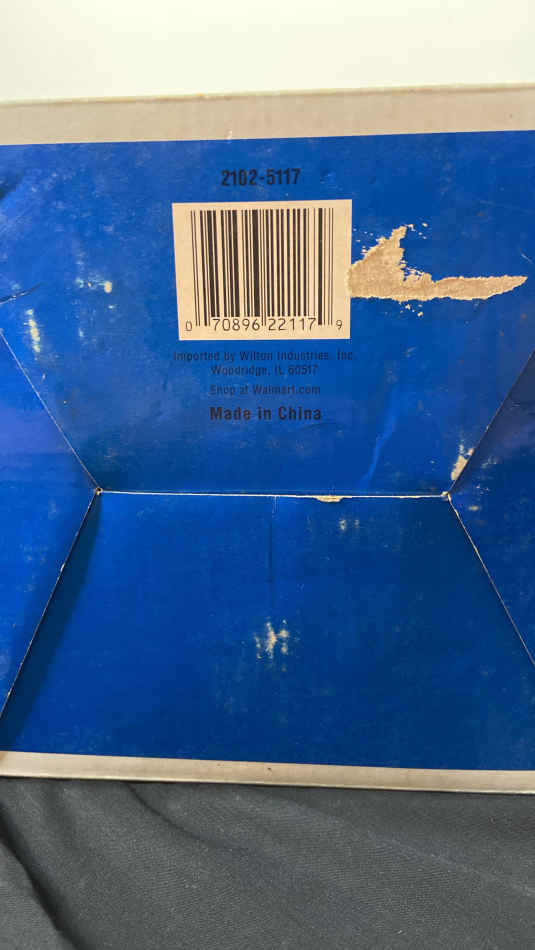 2102-5117
0 70896 22117 9
Imported by Wilton Industries, Inc.
Woodridge, IL 60517
Shop at Walmart.com
Made in China